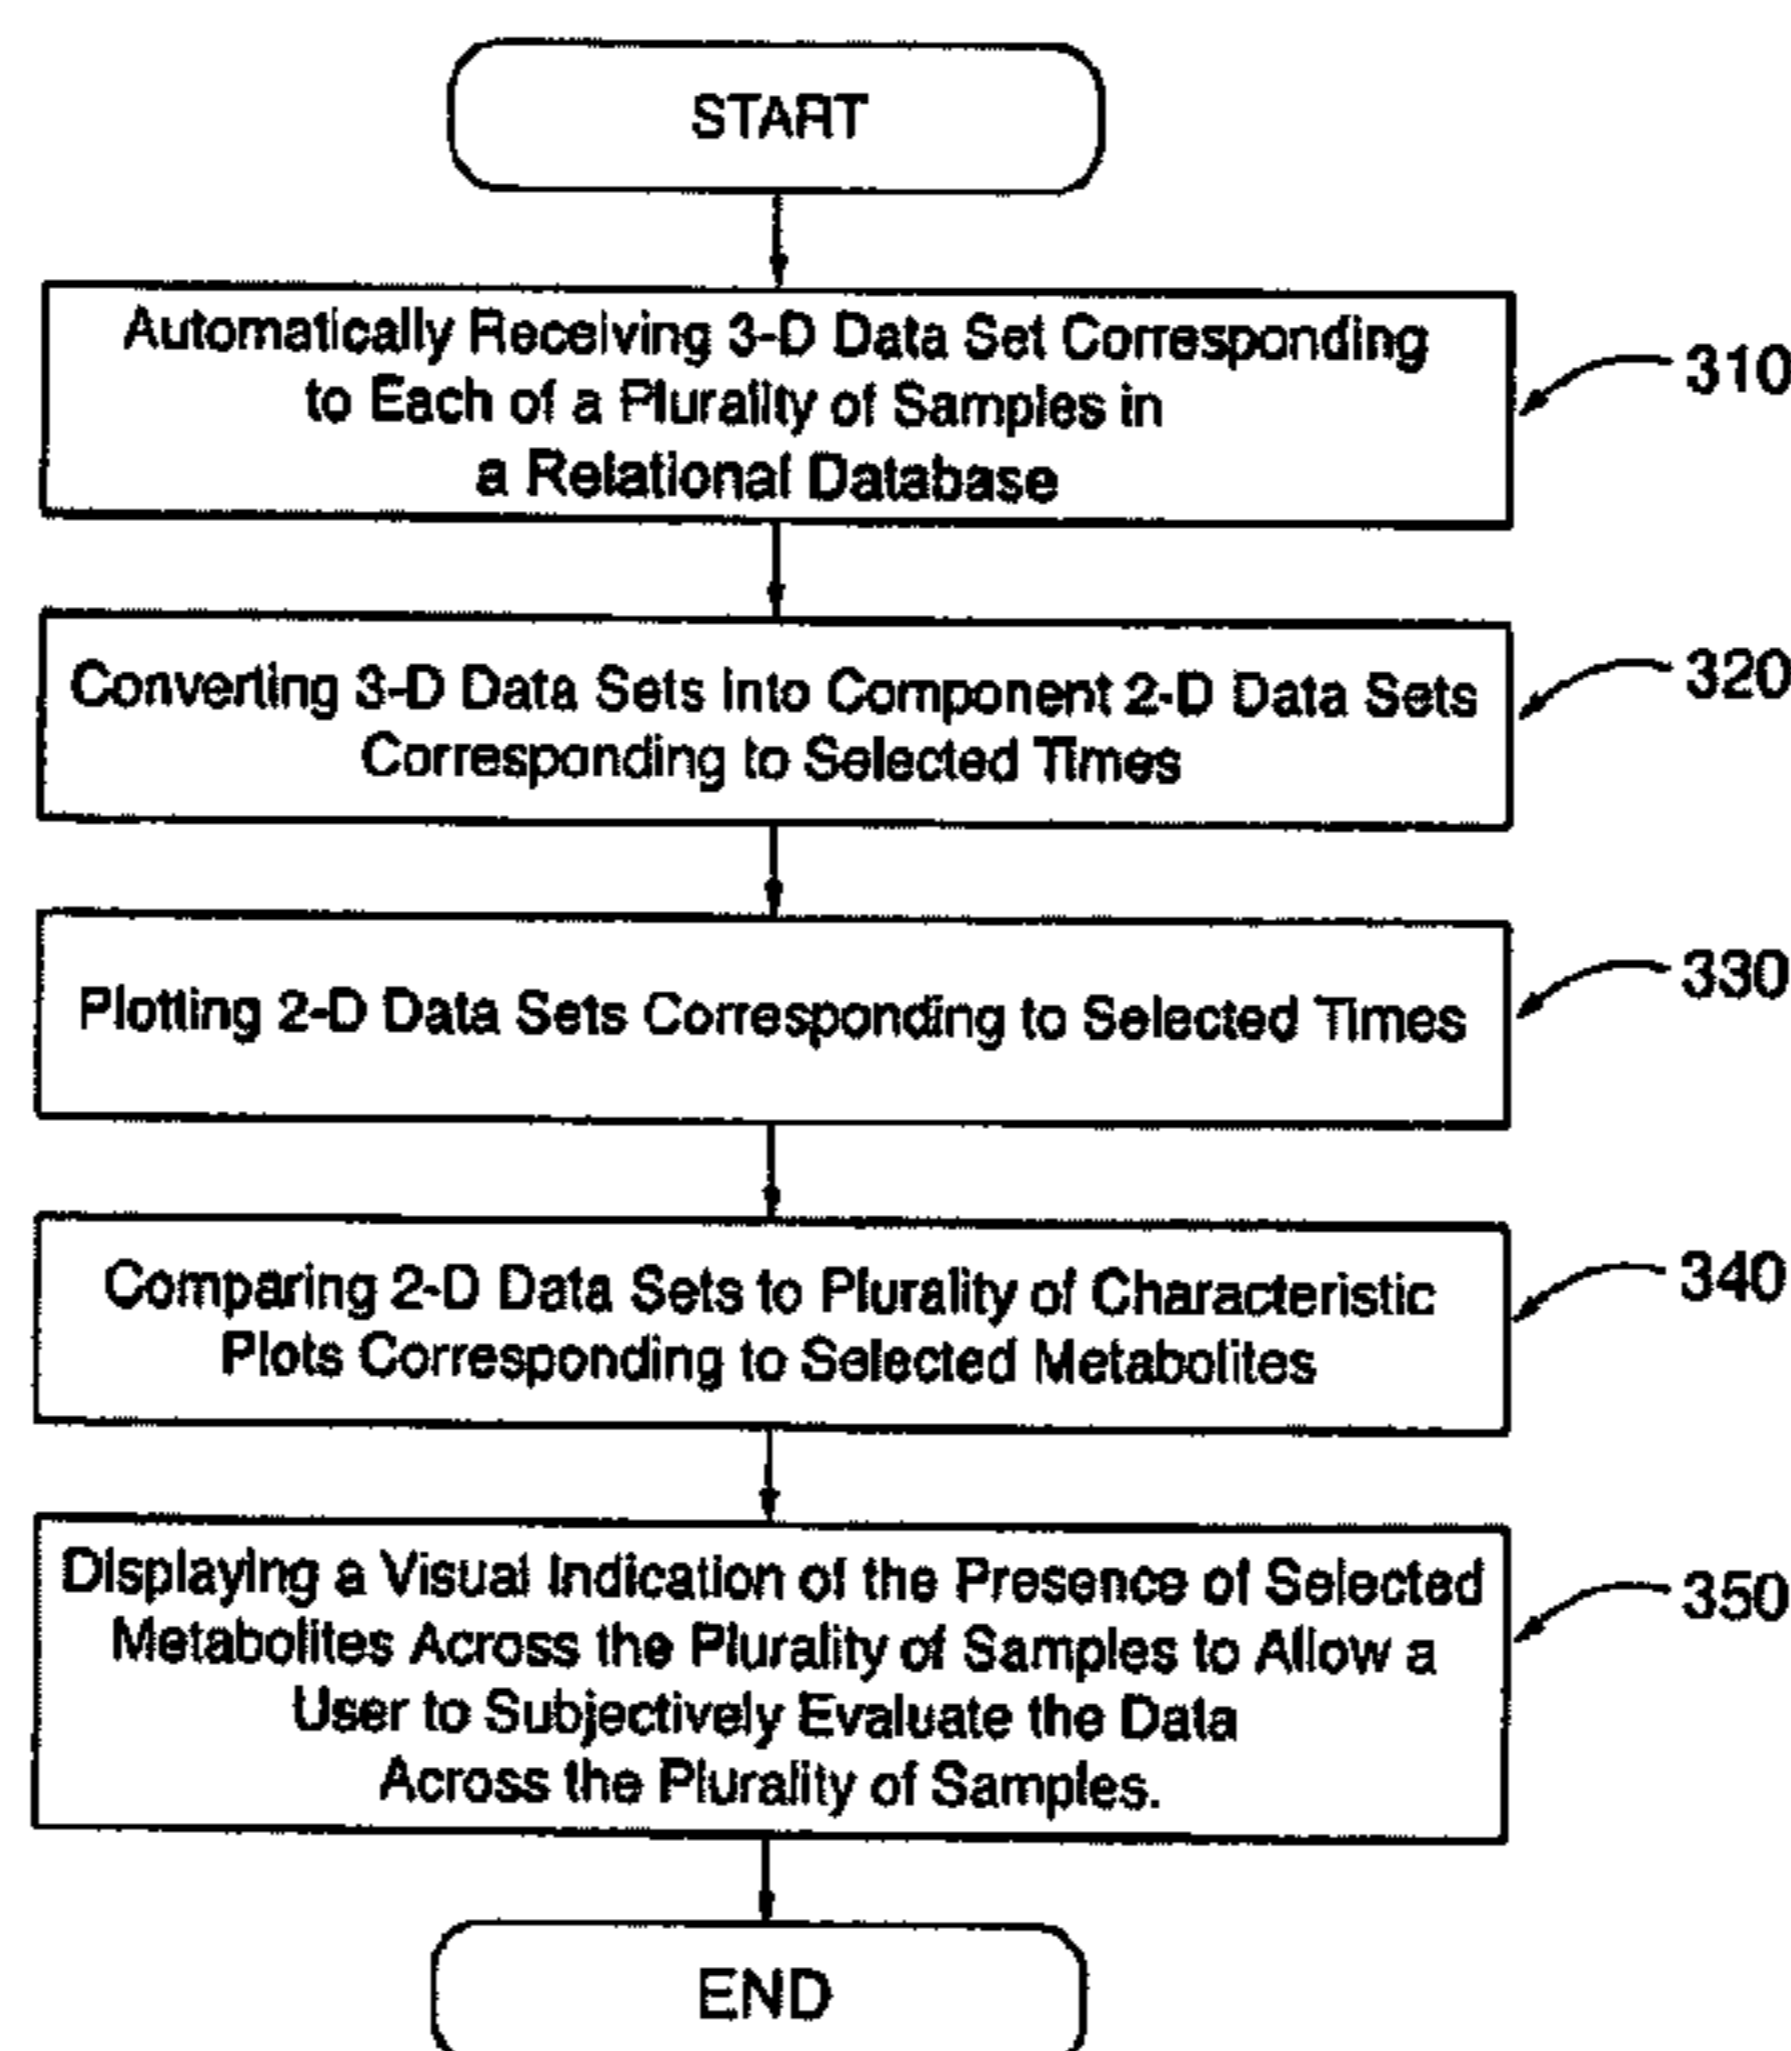 START
Automatically Receiving 3-D Data Set Corresponding
to Each of a Plurality of Samples in
a Relational Database
310
Converting 3-D Data Sets into Component 2-D Data Sets
Corresponding to Selected Times
320
Plotting 2-D Data Sets Corresponding to Selected Times
330
Comparing 2-D Data Sets to Plurality of Characteristic
Plots Corresponding to Selected Metabolites
340
Displaying a Visual Indication of the Presence of Selected
Metabolites Across the Plurality of Samples to Allow a
User to Subjectively Evaluate the Data
Across the Plurality of Samples.
350
END